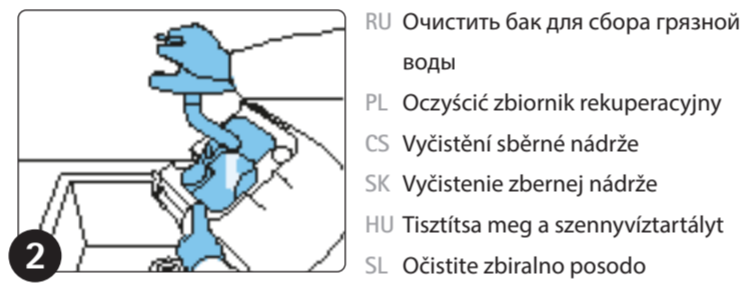 RU Очистить бак для сбора грязной
воды
PL Oczyścić zbiornik rekuperacyjny
CS Vyčistění sběrné nádrže
SK Vyčistenie zbernej nádrže
HU Tisztítsa meg a szennyvíztartályt
SL Očistite zbiralno posodo
2